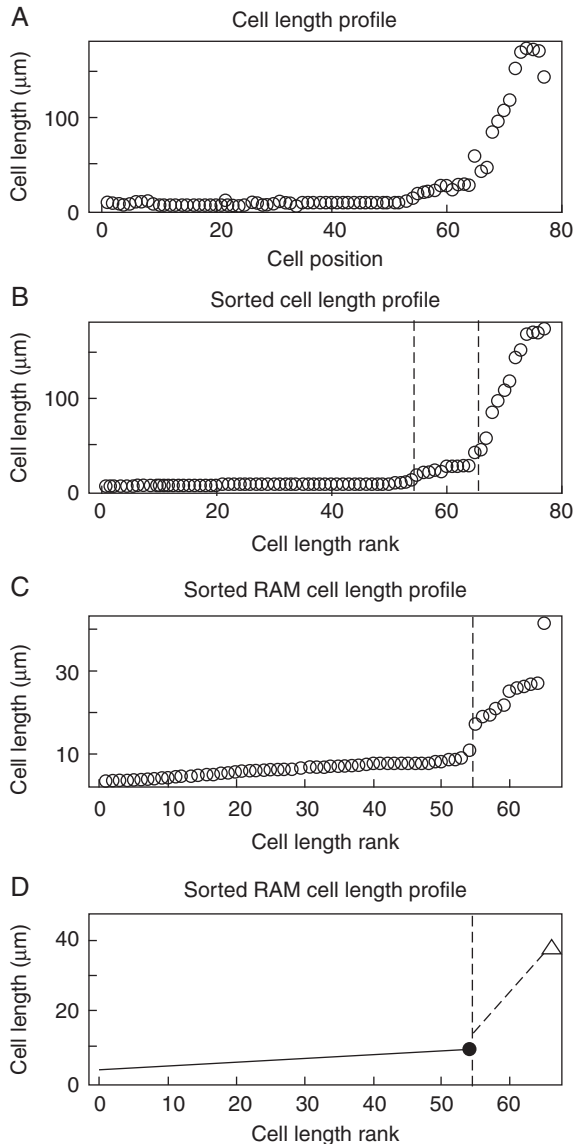 A
Cell length profile
Cell length (μm)
100
0
0 20 40 60 80
Cell position
B
Sorted cell length profile
Cell length (μm)
100
0
0 20 40 60 80
Cell length rank
C
Sorted RAM cell length profile
Cell length (μm)
30
10
0 10 20 30 40 50 60
Cell length rank
D
Sorted RAM cell length profile
Cell length (μm)
40
20
0
0 10 20 30 40 50 60
Cell length rank